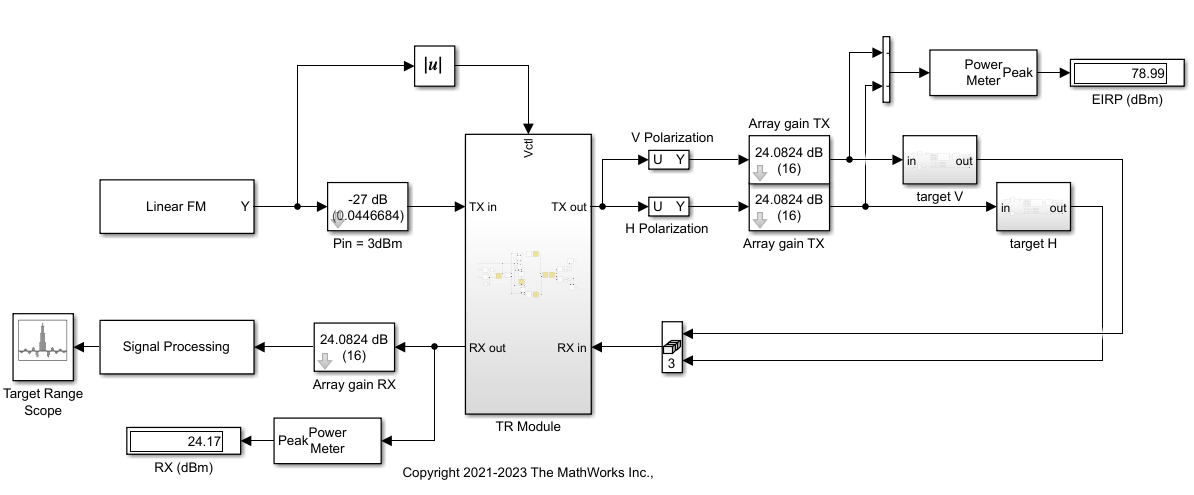 |u|
Power
Meter
Peak
78.99
EIRP (dBm)
Vctl
V Polarization
Array gain TX
U Y
24.0824 dB
(16)
in out
target V
Linear FM
Y
-27 dB
(0.0446684)
Pin = 3dBm
TX in
TX out
U Y
H Polarization
24.0824 dB
(16)
Array gain TX
in out
target H
Target Range
Scope
Signal Processing
24.0824 dB
(16)
Array gain RX
RX out
RX in
3
TR Module
24.17
RX (dBm)
Peak
Power
Meter
Copyright 2021-2023 The MathWorks Inc.,